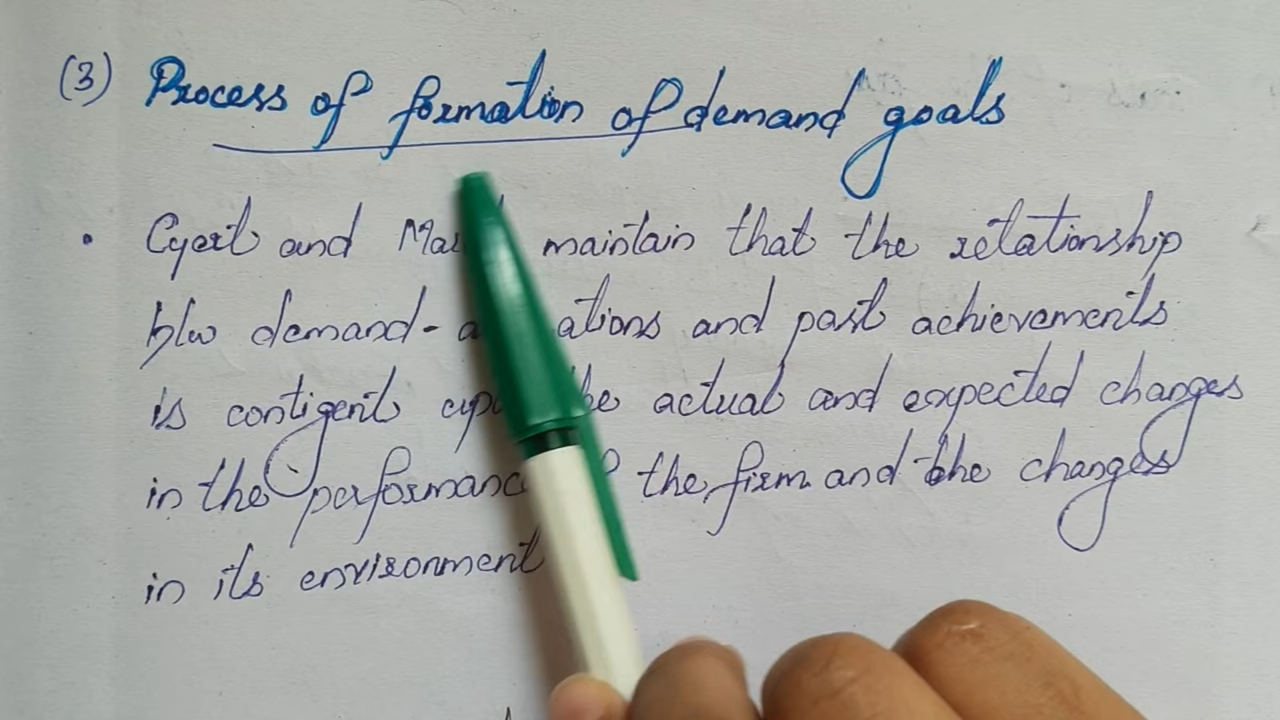 (3) Process of formation of demand goals
• Cyert and maintain that the relationship
b/w demand- and past achievements
is contigent the actual and expected changes
in the the firm and the changes
in its environment